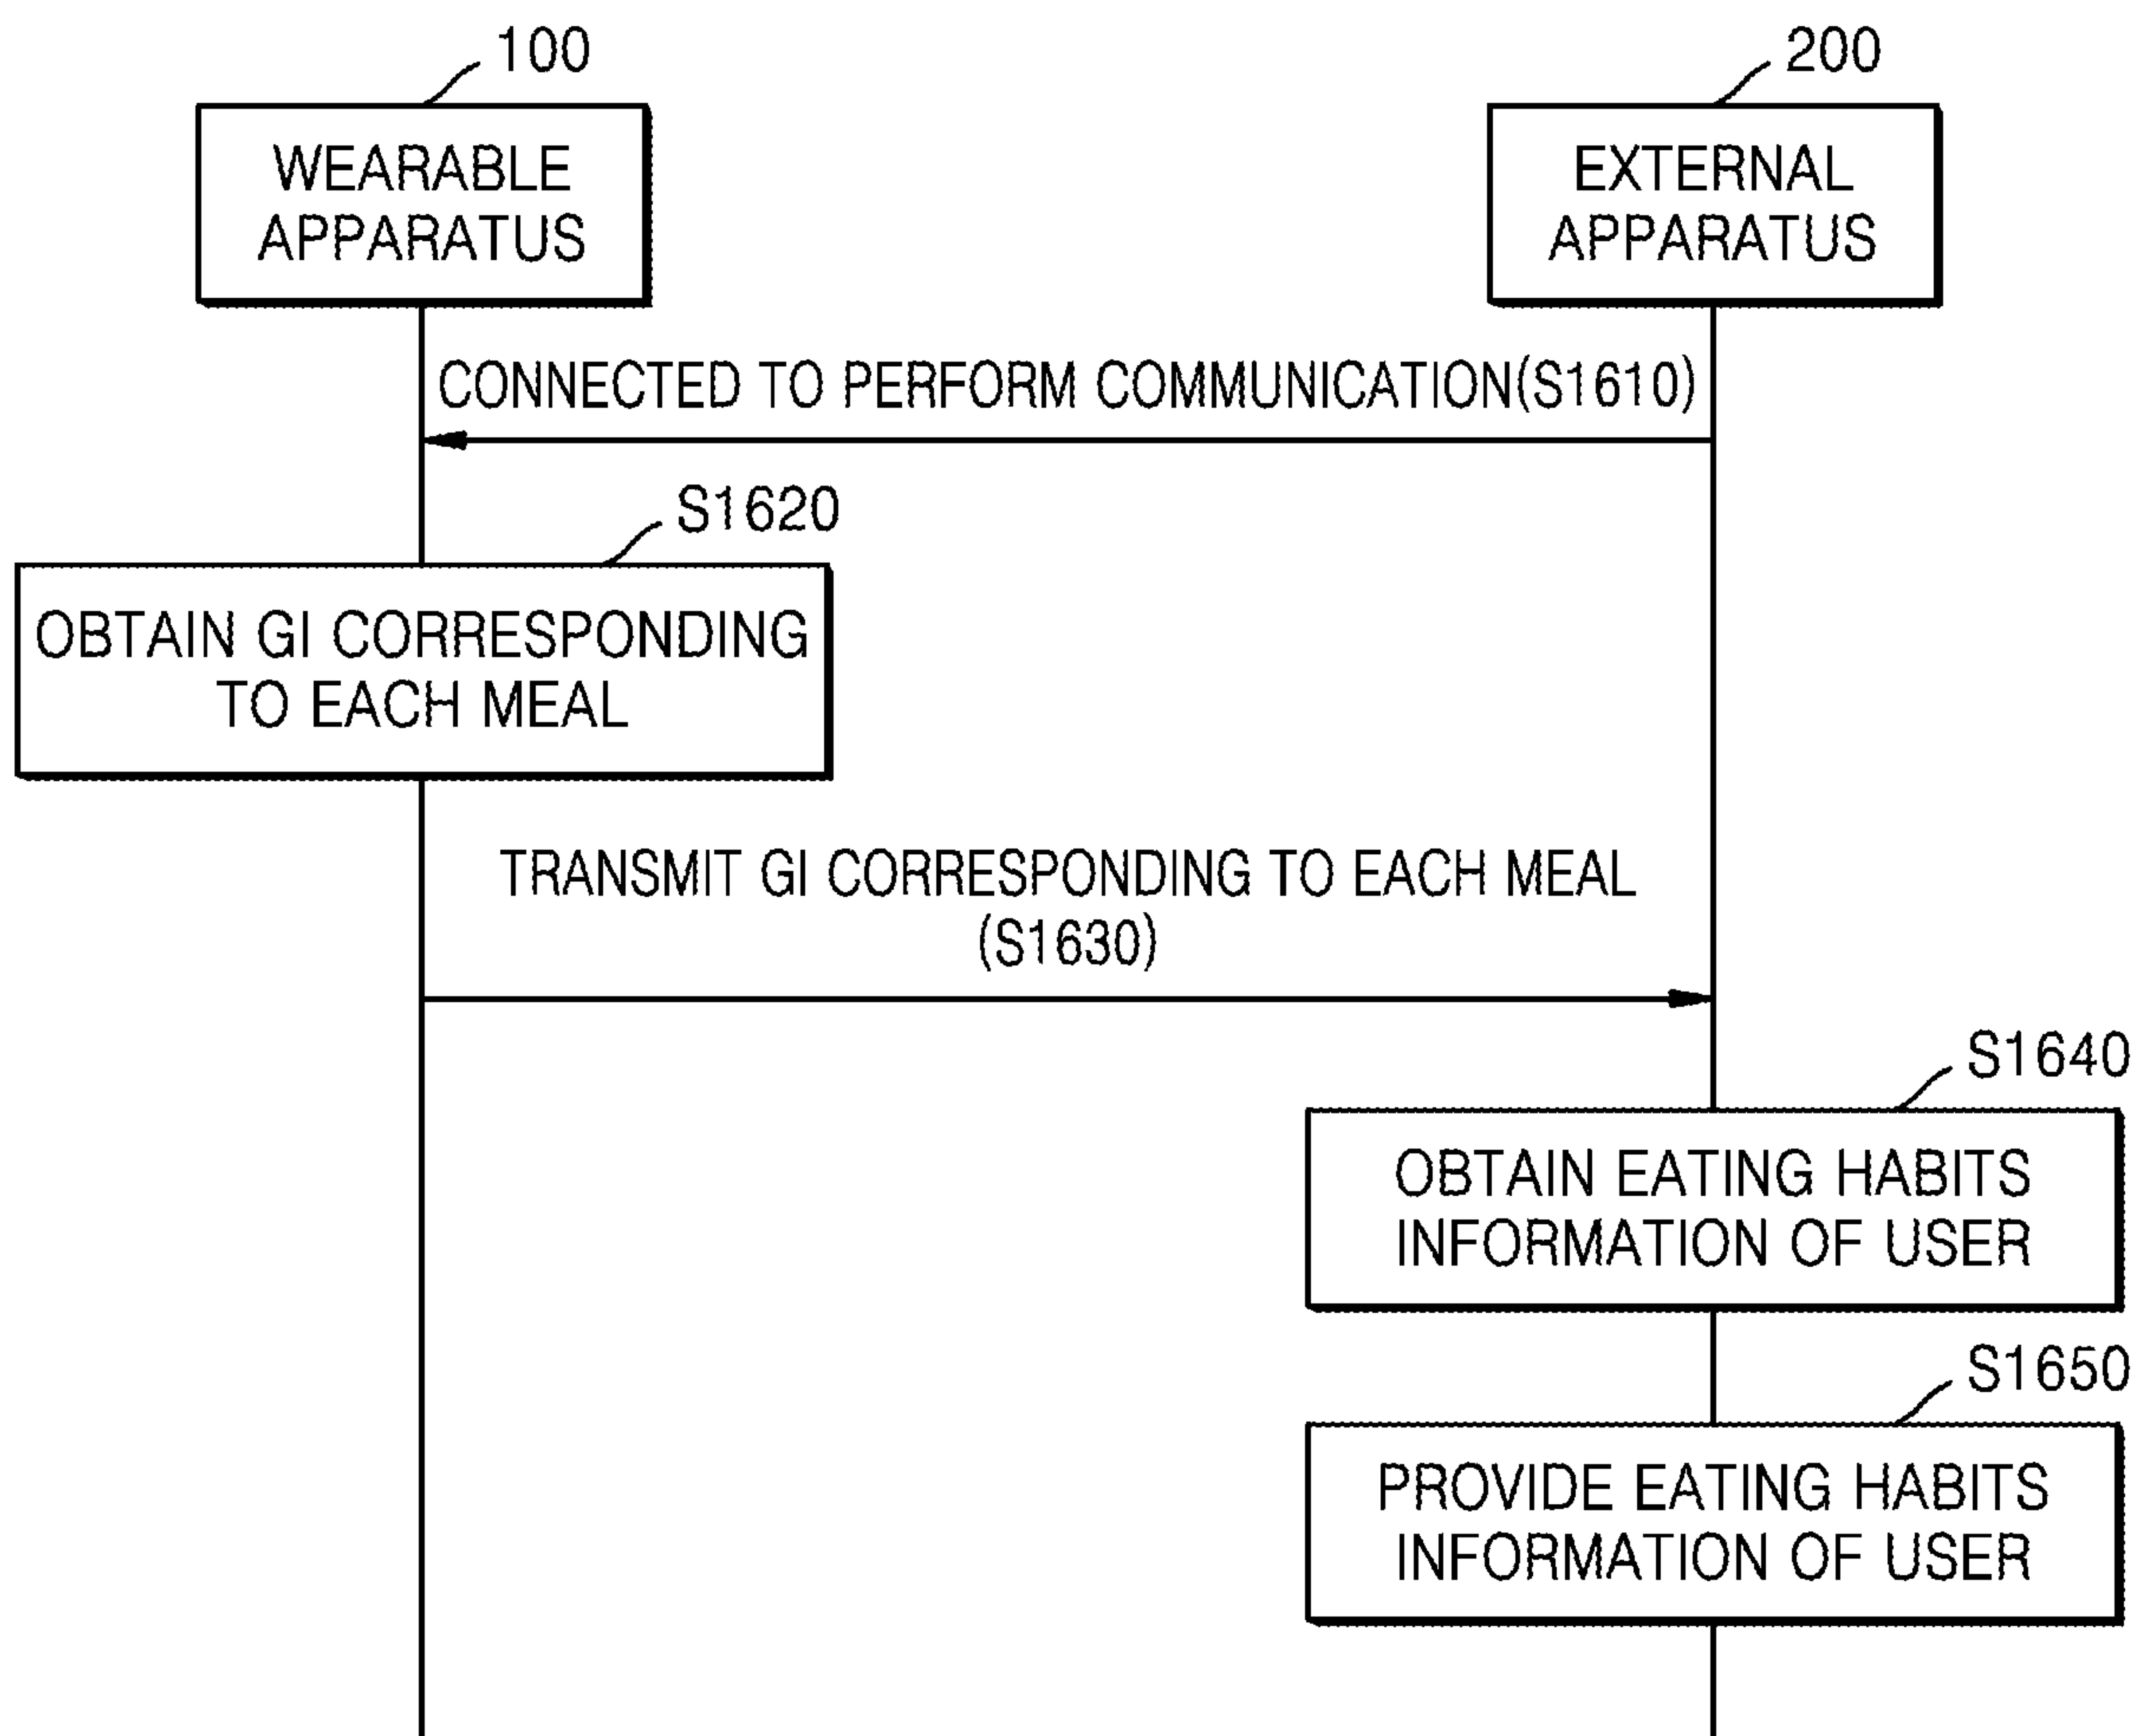 100
200
WEARABLE
APPARATUS
EXTERNAL
APPARATUS
CONNECTED TO PERFORM COMMUNICATION(S1610)
S1620
OBTAIN GI CORRESPONDING
TO EACH MEAL
TRANSMIT GI CORRESPONDING TO EACH MEAL
(S1630)
S1640
OBTAIN EATING HABITS
INFORMATION OF USER
S1650
PROVIDE EATING HABITS
INFORMATION OF USER